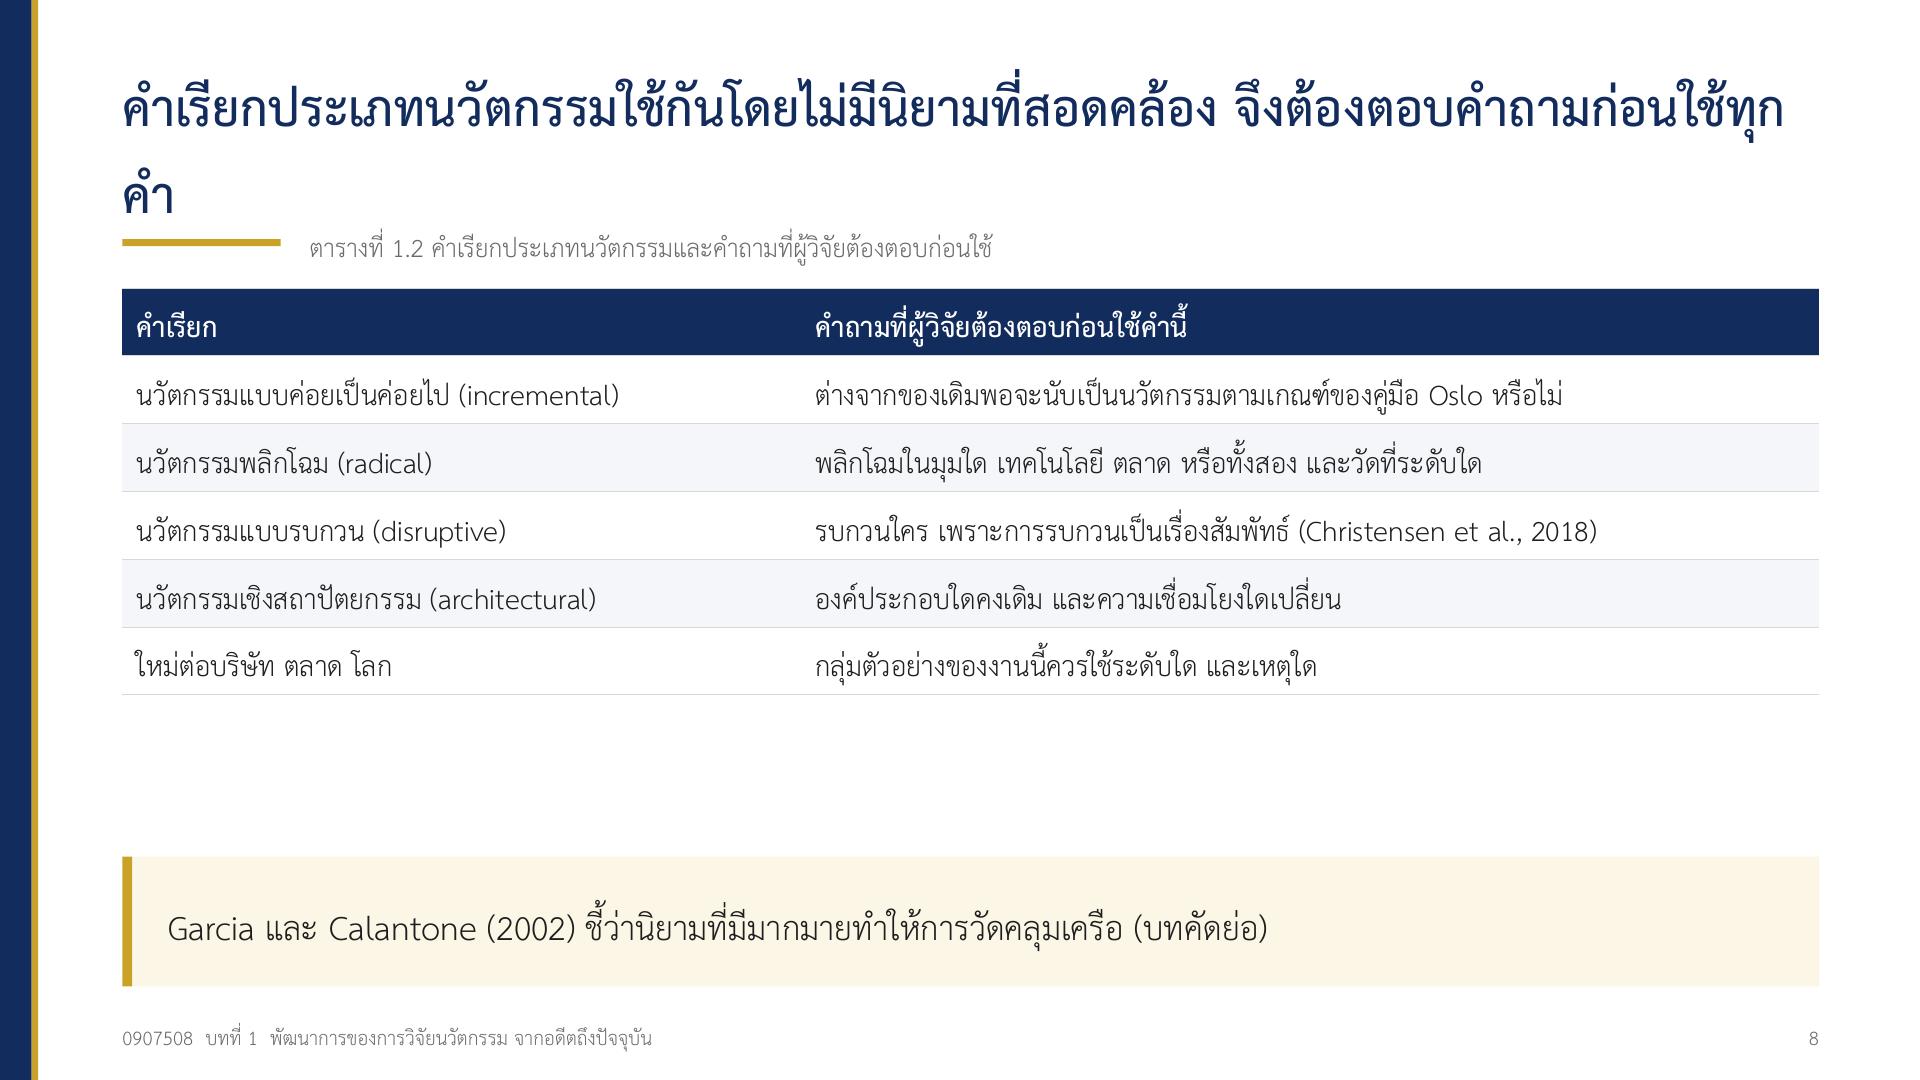 คำเรียกประเภทนวัตกรรมใช้กันโดยไม่มีนิยามที่สอดคล้อง จึงต้องตอบคำถามก่อนใช้ทุก
คำ
ตารางที่ 1.2 คำเรียกประเภทนวัตกรรมและคำถามที่ผู้วิจัยต้องตอบก่อนใช้
คำเรียก คำถามที่ผู้วิจัยต้องตอบก่อนใช้คำนี้
นวัตกรรมแบบค่อยเป็นค่อยไป (incremental) ต่างจากของเดิมพอจะนับเป็นนวัตกรรมตามเกณฑ์ของคู่มือ Oslo หรือไม่
นวัตกรรมพลิกโฉม (radical) พลิกโฉมในมุมใด เทคโนโลยี ตลาด หรือทั้งสอง และวัดที่ระดับใด
นวัตกรรมแบบรบกวน (disruptive) รบกวนใคร เพราะการรบกวนเป็นเรื่องสัมพัทธ์ (Christensen et al., 2018)
นวัตกรรมเชิงสถาปัตยกรรม (architectural) องค์ประกอบใดคงเดิม และความเชื่อมโยงใดเปลี่ยน
ใหม่ต่อบริษัท ตลาด โลก กลุ่มตัวอย่างของงานนี้ควรใช้ระดับใด และเหตุใด
Garcia และ Calantone (2002) ชี้ว่านิยามที่มีมากมายทำให้การวัดคลุมเครือ (บทคัดย่อ)
0907508 บทที่ 1 พัฒนาการของการวิจัยนวัตกรรม จากอดีตถึงปัจจุบัน 8